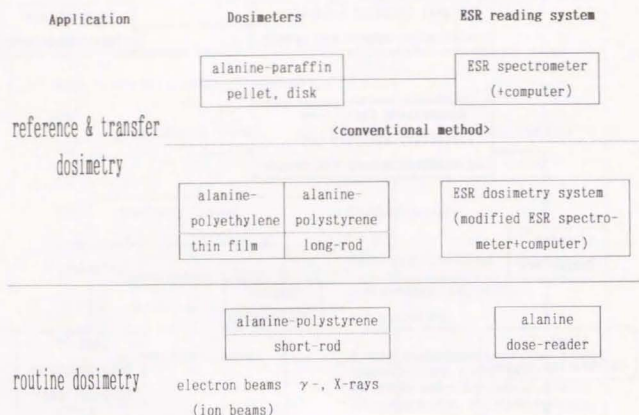 Application Dosimeters ESR reading system
alanine-paraffin ESR spectrometer
pellet, disk (+computer)
<conventional method>
reference & transfer
dosimetry
alanine- alanine- ESR dosimetry system
polyethylene polystyrene (modified ESR spectro-
thin film long-rod meter+computer)
alanine-polystyrene alanine
short-rod dose-reader
routine dosimetry electron beams γ-, X-rays
(ion beams)